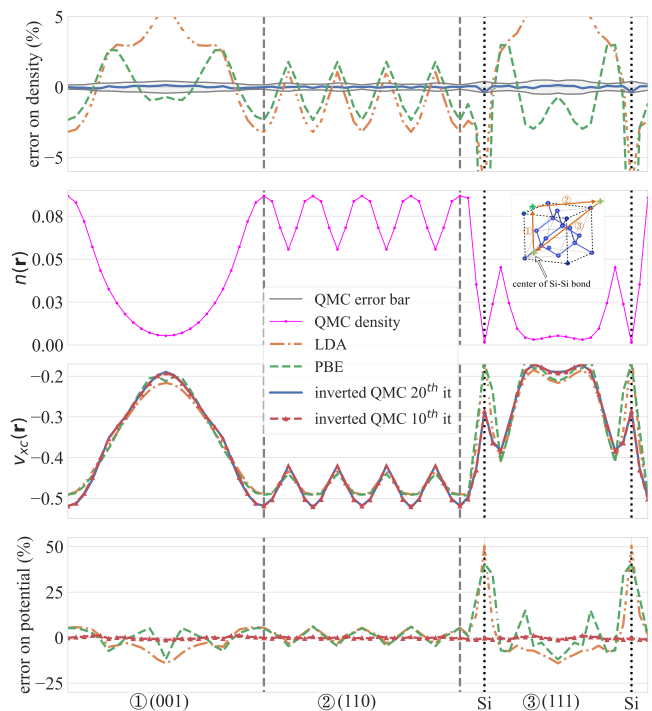 error on density (%)
5
0
−5
n(r)
0.08
0.05
0.03
0.00
② 
① ③
center of Si-Si bond
QMC error bar
QMC density
LDA
PBE
inverted QMC 20th it
inverted QMC 10th it
vxc(r)
−0.2
−0.3
−0.4
−0.5
error on potential (%)
50
25
0
−25
①(001) ②(110) Si ③(111) Si